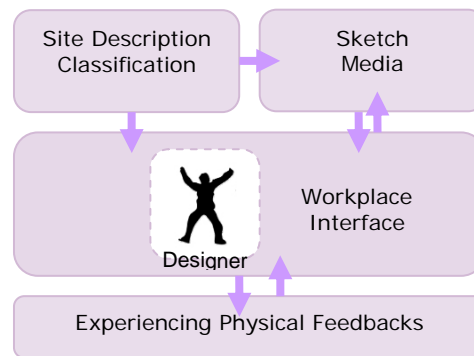 Site Description
Classification
Sketch
Media
Workplace
Interface
Designer
Experiencing Physical Feedbacks